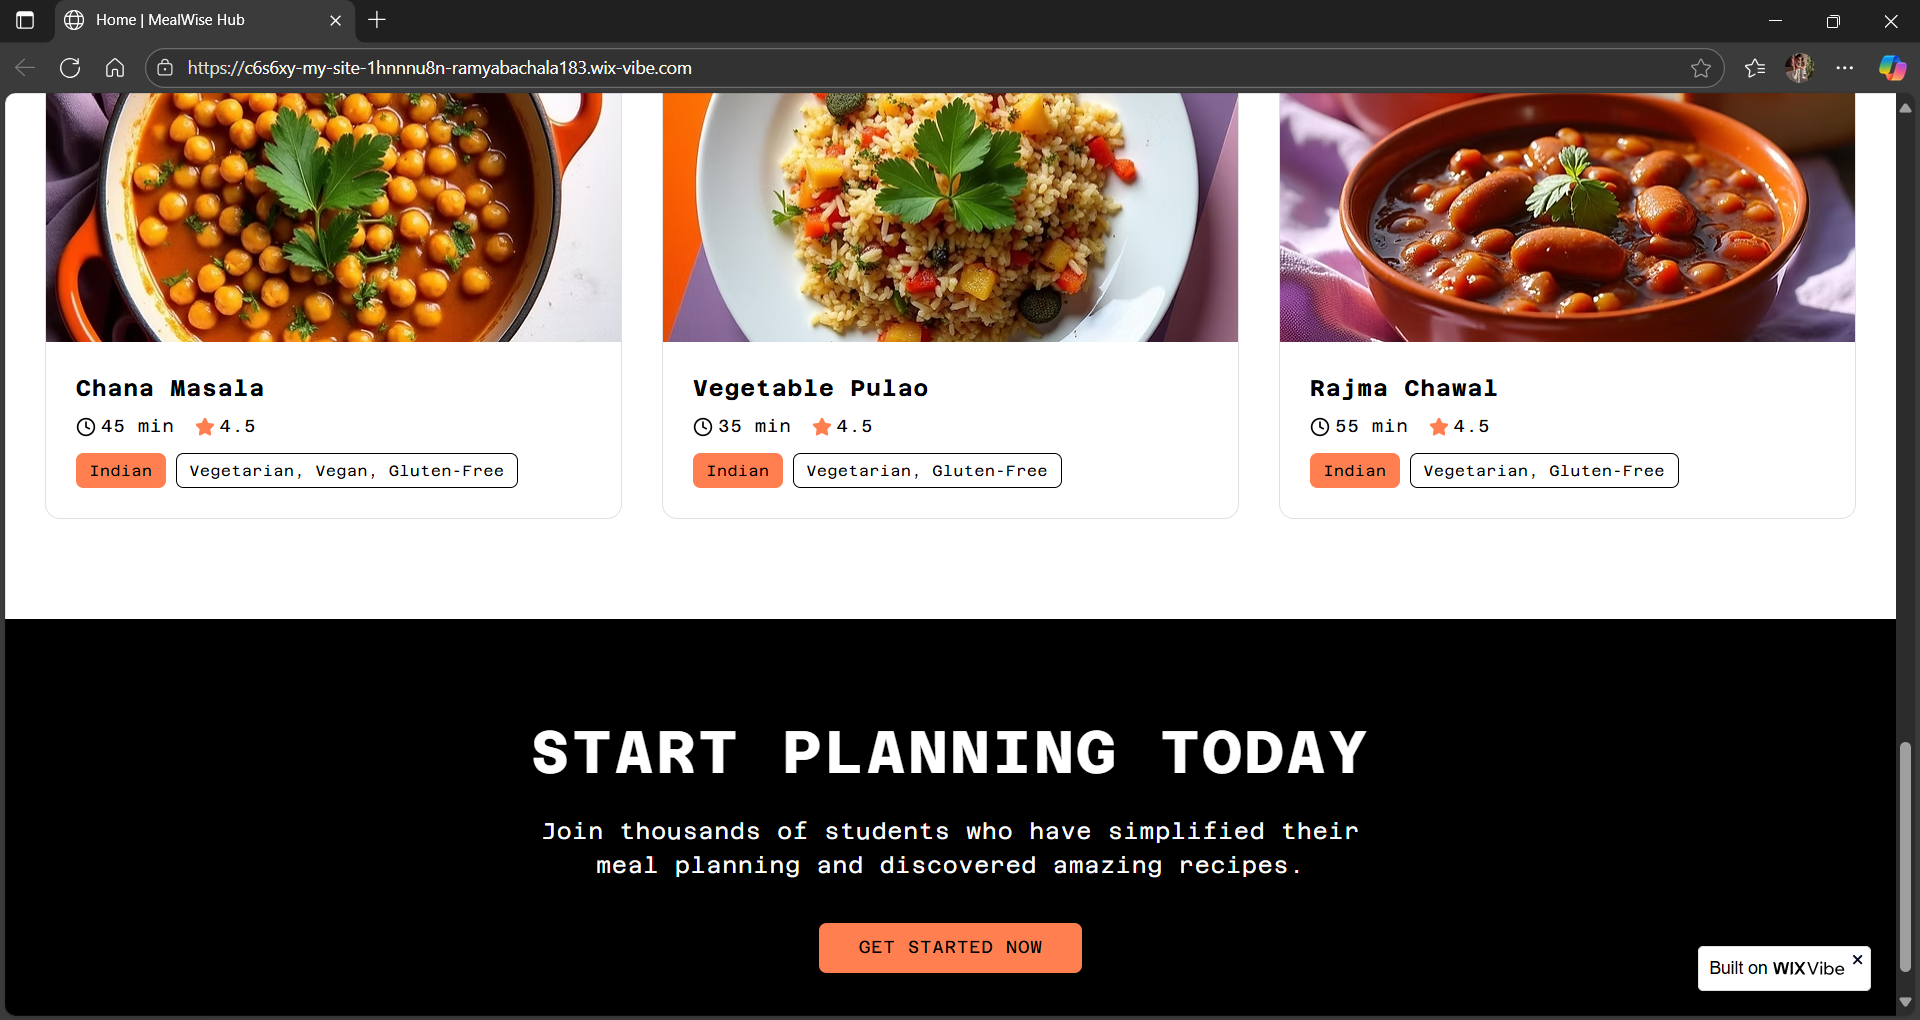 Home | MealWise Hub
https://c6s6xy-my-site-1hnnnu8n-ramyabachala183.wix-vibe.com
Chana Masala
45 min 4.5
Indian Vegetarian, Vegan, Gluten-Free
Vegetable Pulao
35 min 4.5
Indian Vegetarian, Gluten-Free
Rajma Chawal
55 min 4.5
Indian Vegetarian, Gluten-Free
START PLANNING TODAY
Join thousands of students who have simplified their
meal planning and discovered amazing recipes.
GET STARTED NOW
Built on WIX Vibe